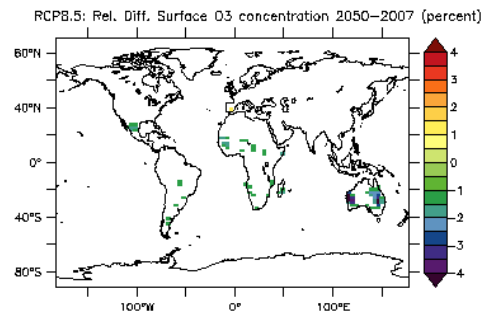 RCP8.5: Rel. Diff. Surface O3 concentration 2050−2007 (percent)
60°N
40°N
0°
40°S
80°S
100°W 0° 100°E
4
3
2
1
0
−1
−2
−3
−4